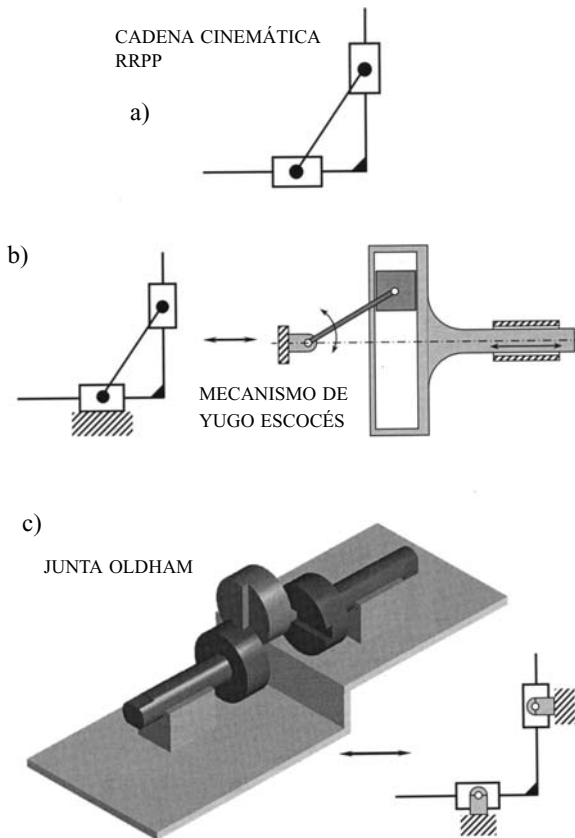 CADENA CINEMÁTICA
RRPP
a)
b)
MECANISMO DE
YUGO ESCOCÉS
c)
JUNTA OLDHAM